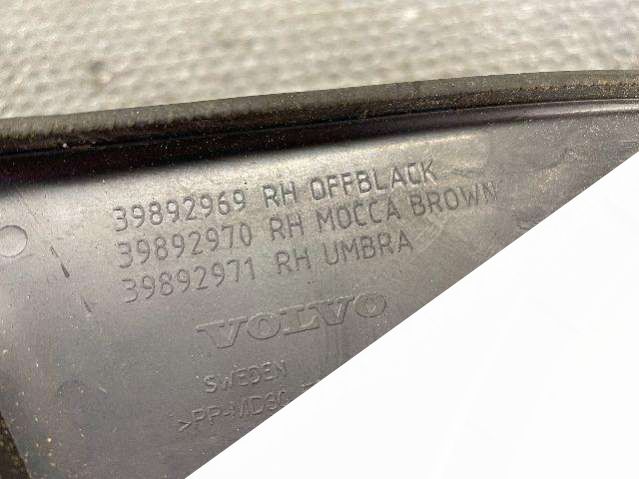 39892969 RH OFFBLACK
39892970 RH MOCCA BROWN
39892971 RH UMBRA
VOLVO
SWEDEN